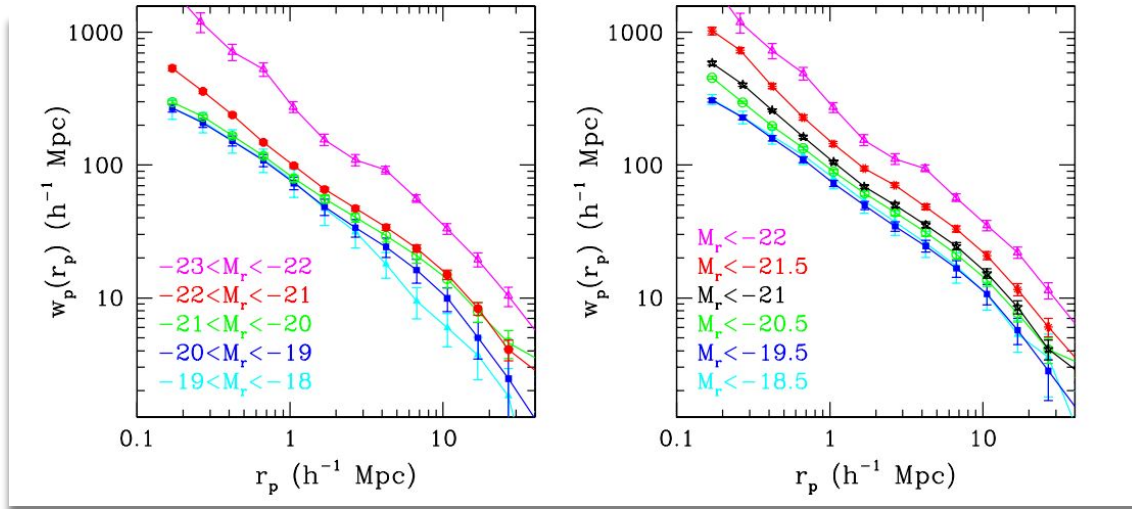 1000
100
10
w_p(r_p) (h^{-1} Mpc)
-23<M_r<-22
-22<M_r<-21
-21<M_r<-20
-20<M_r<-19
-19<M_r<-18
0.1 1 10
r_p (h^{-1} Mpc)
1000
100
10
w_p(r_p) (h^{-1} Mpc)
M_r<-22
M_r<-21.5
M_r<-21
M_r<-20.5
M_r<-19.5
M_r<-18.5
0.1 1 10
r_p (h^{-1} Mpc)